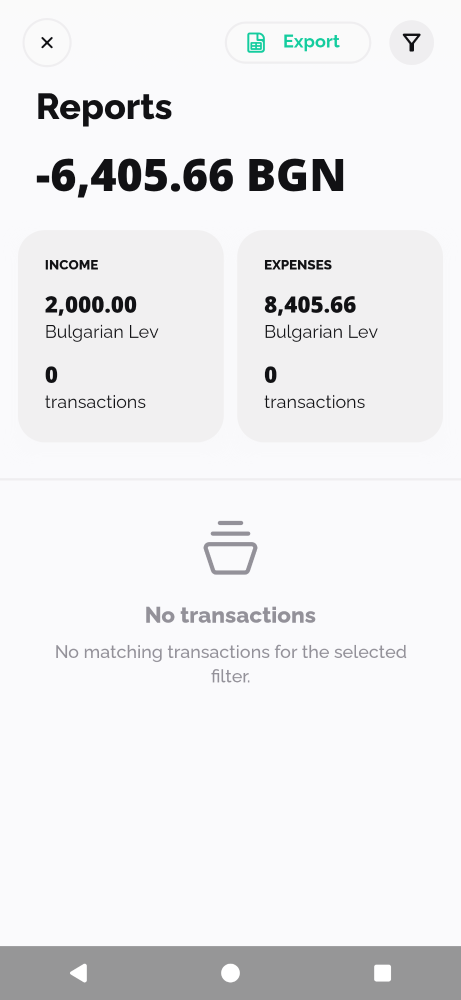 Export
Reports
-6,405.66 BGN
INCOME
2,000.00
Bulgarian Lev
0
transactions
EXPENSES
8,405.66
Bulgarian Lev
0
transactions
No transactions
No matching transactions for the selected
filter.